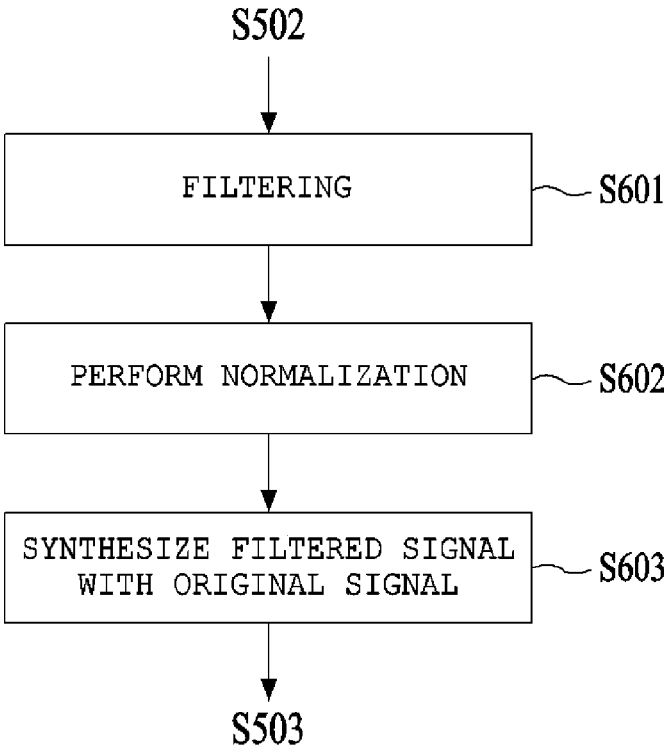 S502
FILTERING
S601
PERFORM NORMALIZATION
S602
SYNTHESIZE FILTERED SIGNAL
WITH ORIGINAL SIGNAL
S603
S503